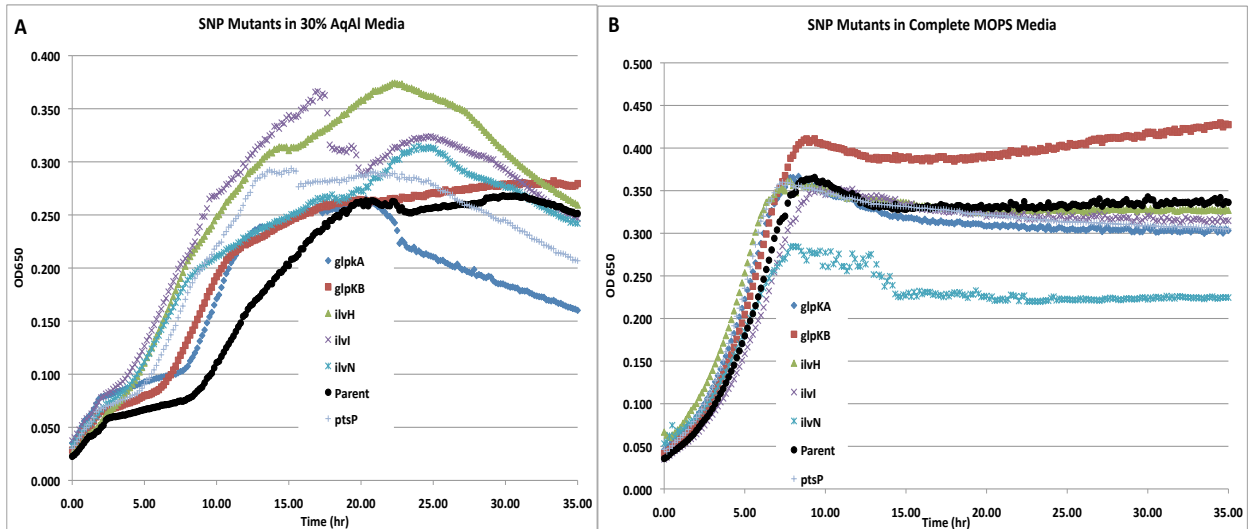 A
SNP Mutants in 30% AqAl Media
0.400
0.350
0.300
0.250
0.200
0.150
0.100
0.050
0.000
OD650
0.00 5.00 10.00 15.00 20.00 25.00 30.00 35.00
Time (hr)
glpkA
glpKB
ilvH
ilvI
ilvN
Parent
ptsP
B
SNP Mutants in Complete MOPS Media
0.500
0.450
0.400
0.350
0.300
0.250
0.200
0.150
0.100
0.050
0.000
OD 650
0.00 5.00 10.00 15.00 20.00 25.00 30.00 35.00
Time (hr)
glpKA
glpKB
ilvH
ilvI
ilvN
Parent
ptsP